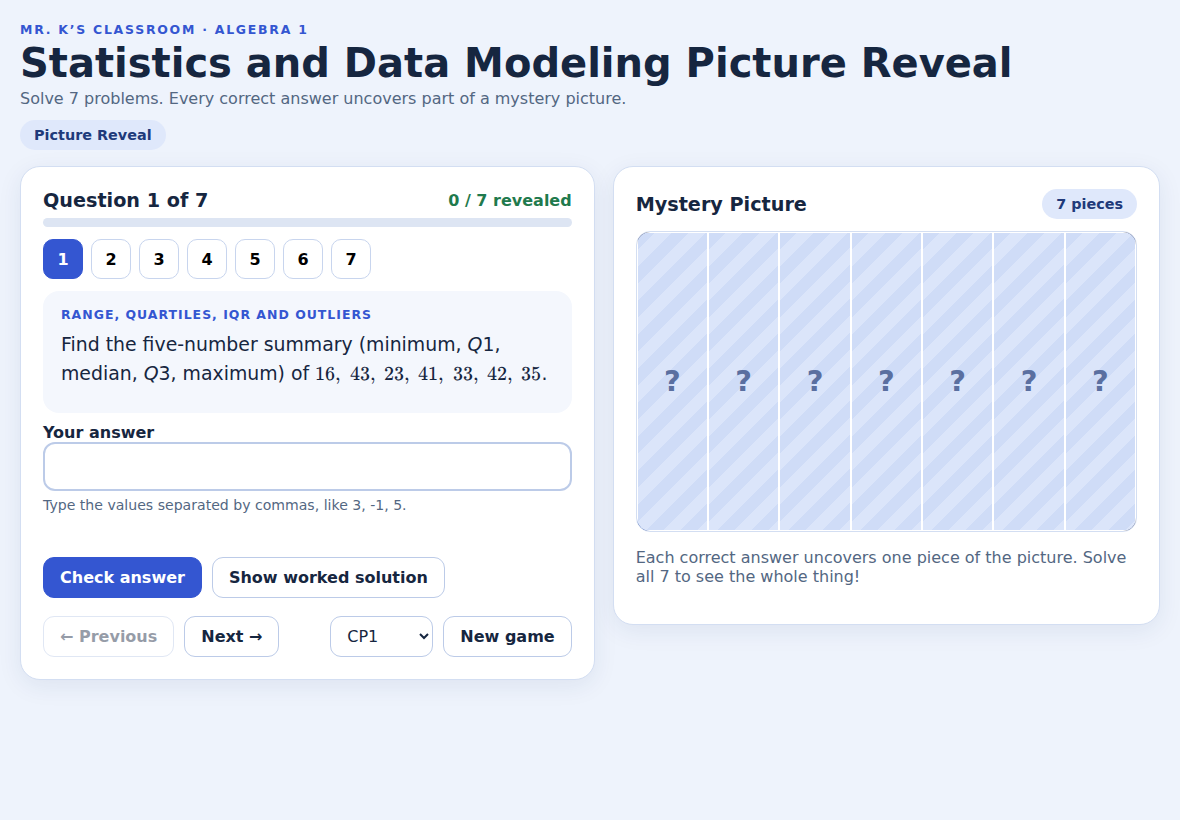 MR. K'S CLASSROOM · ALGEBRA 1
Statistics and Data Modeling Picture Reveal
Solve 7 problems. Every correct answer uncovers part of a mystery picture.
Picture Reveal
Question 1 of 7
0 / 7 revealed
1 2 3 4 5 6 7
RANGE, QUARTILES, IQR AND OUTLIERS
Find the five-number summary (minimum, Q1,
median, Q3, maximum) of 16, 43, 23, 41, 33, 42, 35.
Your answer
Type the values separated by commas, like 3, -1, 5.
Check answer
Show worked solution
← Previous
Next →
CP1
New game
Mystery Picture
7 pieces
? ? ? ? ? ? ?
Each correct answer uncovers one piece of the picture. Solve
all 7 to see the whole thing!